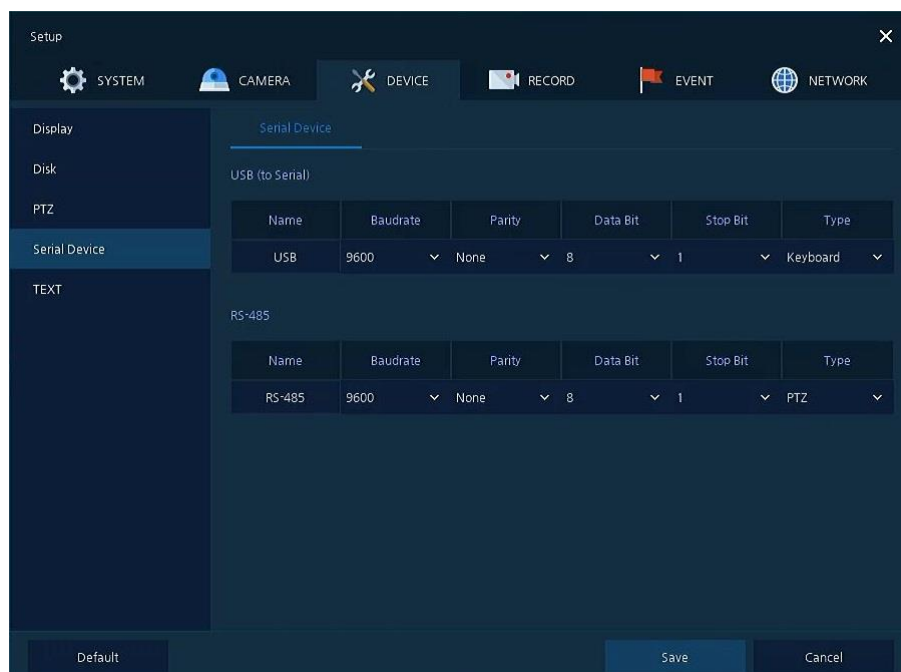 Setup
SYSTEM CAMERA DEVICE RECORD EVENT NETWORK
Display
Disk
PTZ
Serial Device
TEXT
Serial Device
USB (to Serial)
Name Baudrate Parity Data Bit Stop Bit Type
USB 9600 None 8 1 Keyboard
RS-485
Name Baudrate Parity Data Bit Stop Bit Type
RS-485 9600 None 8 1 PTZ
Default Save Cancel